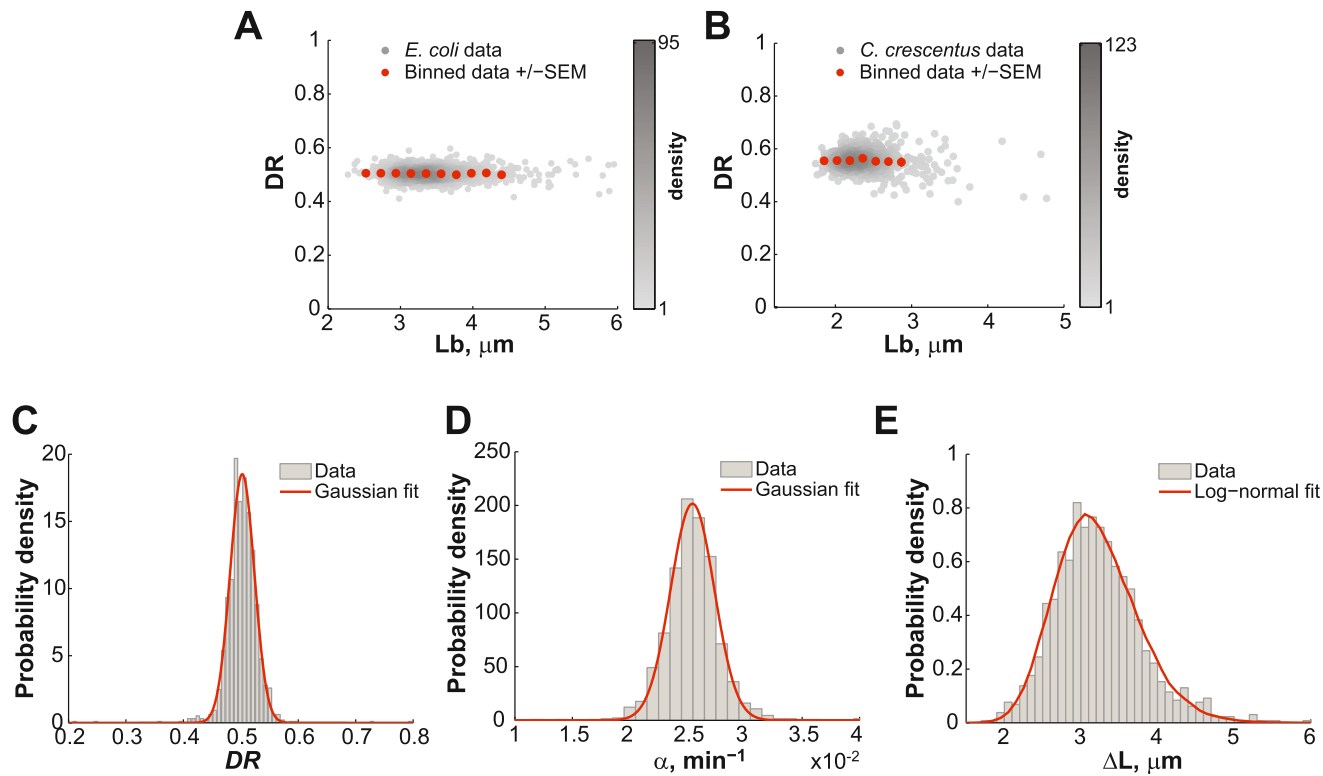 A
E. coli data
Binned data +/−SEM
1
0.8
0.6
0.4
0.2
0
DR
2
3
4
5
6
Lb, μm
95
density
1
B
C. crescentus data
Binned data +/−SEM
1
0.8
0.6
0.4
0.2
0
DR
2
3
4
5
Lb, μm
123
density
1
C
Data
Gaussian fit
20
15
10
5
0
Probability density
0.2
0.3
0.4
0.5
0.6
0.7
0.8
DR
D
Data
Gaussian fit
250
200
150
100
50
0
Probability density
1
1.5
2
2.5
3
3.5
4
x10⁻²
α, min⁻¹
E
Data
Log−normal fit
1
0.8
0.6
0.4
0.2
0
Probability density
2
3
4
5
6
ΔL, μm